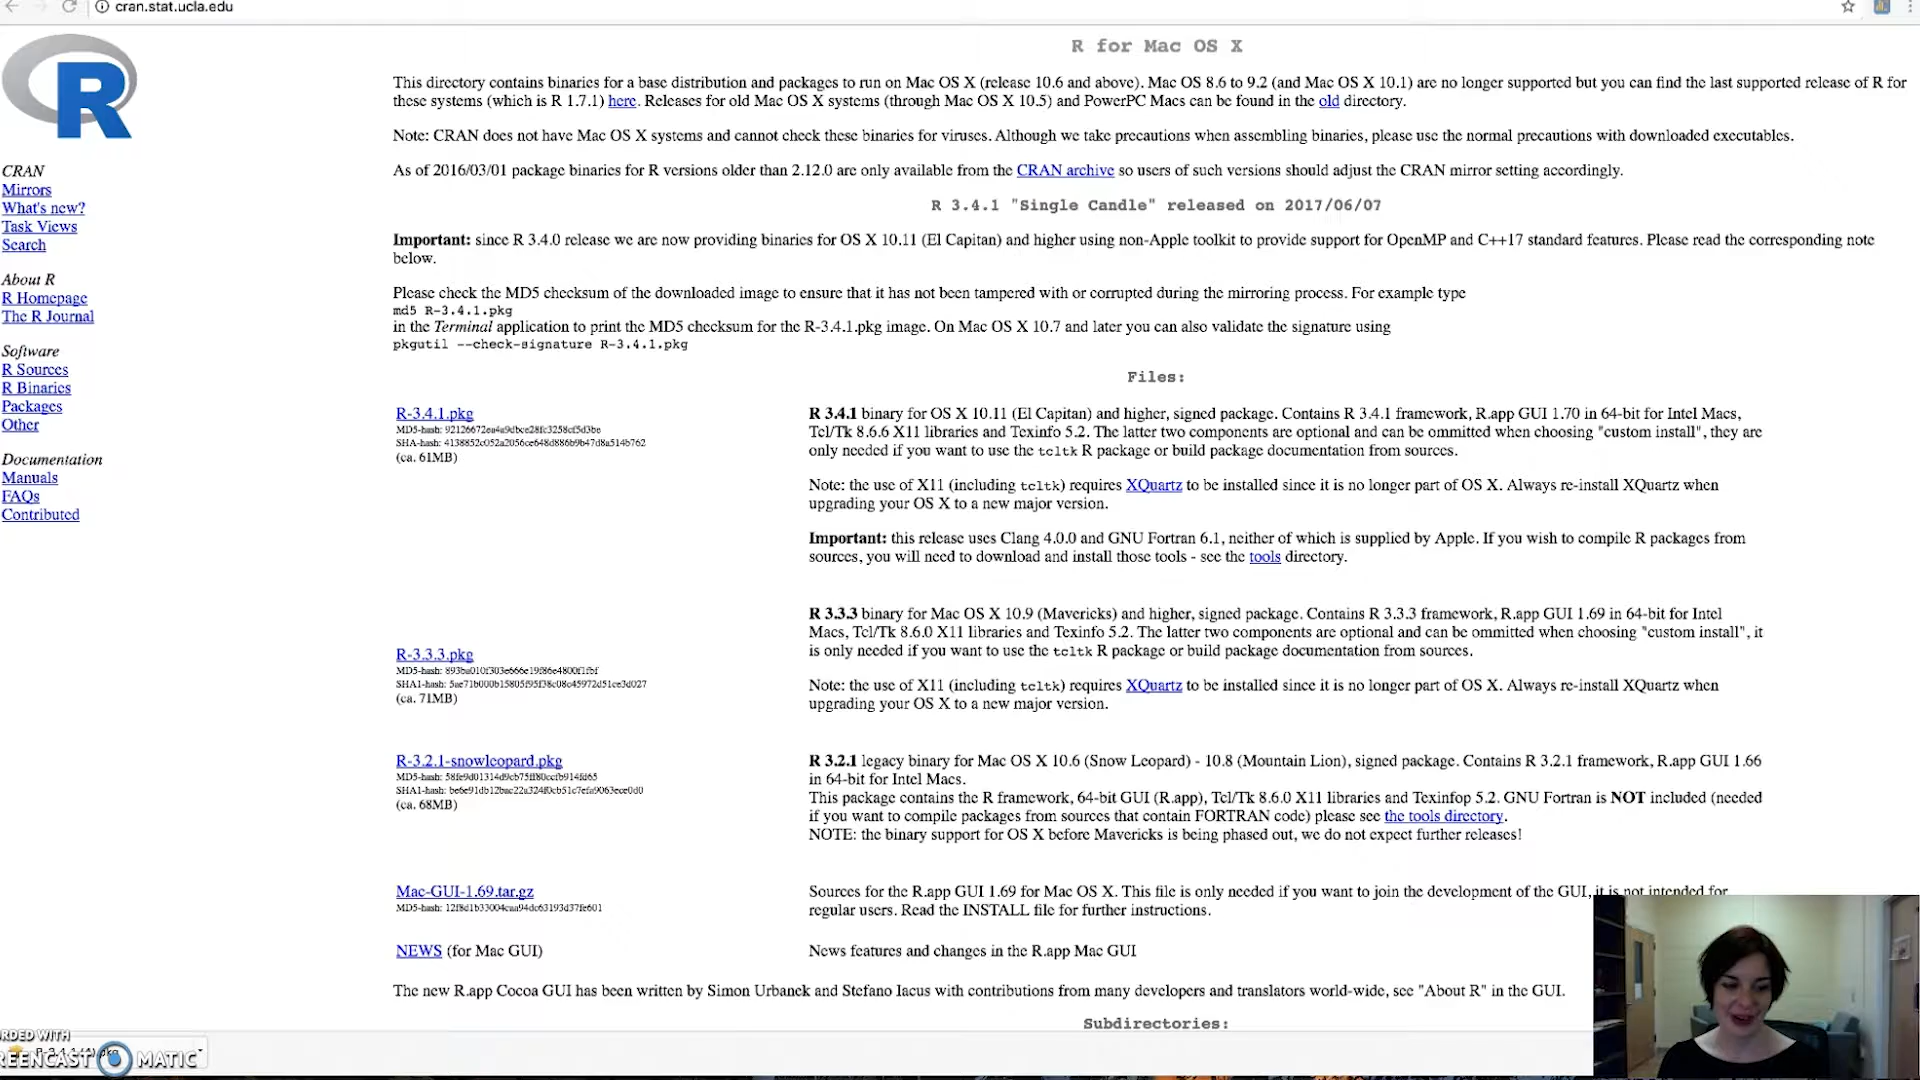 cran.stat.ucla.edu
R
CRAN
Mirrors
What's new?
Task Views
Search
About R
R Homepage
The R Journal
Software
R Sources
R Binaries
Packages
Other
Documentation
Manuals
FAQs
Contributed
R for Mac OS X
This directory contains binaries for a base distribution and packages to run on Mac OS X (release 10.6 and above). Mac OS 8.6 to 9.2 (and Mac OS X 10.1) are no longer supported but you can find the last supported release of R for
these systems (which is R 1.7.1) here. Releases for old Mac OS X systems (through Mac OS X 10.5) and PowerPC Macs can be found in the old directory.
Note: CRAN does not have Mac OS X systems and cannot check these binaries for viruses. Although we take precautions when assembling binaries, please use the normal precautions with downloaded executables.
As of 2016/03/01 package binaries for R versions older than 2.12.0 are only available from the CRAN archive so users of such versions should adjust the CRAN mirror setting accordingly.
R 3.4.1 "Single Candle" released on 2017/06/07
Important: since R 3.4.0 release we are now providing binaries for OS X 10.11 (El Capitan) and higher using non-Apple toolkit to provide support for OpenMP and C++17 standard features. Please read the corresponding note
below.
Please check the MD5 checksum of the downloaded image to ensure that it has not been tampered with or corrupted during the mirroring process. For example type
md5 R-3.4.1.pkg
in the Terminal application to print the MD5 checksum for the R-3.4.1.pkg image. On Mac OS X 10.7 and later you can also validate the signature using
pkgutil --check-signature R-3.4.1.pkg
Files:
R-3.4.1.pkg
MD5-hash:
SHA-hash:
(ca. 61MB)
R 3.4.1 binary for OS X 10.11 (El Capitan) and higher, signed package. Contains R 3.4.1 framework, R.app GUI 1.70 in 64-bit for Intel Macs,
Tcl/Tk 8.6.6 X11 libraries and Texinfo 5.2. The latter two components are optional and can be ommitted when choosing "custom install", they are
only needed if you want to use the tcltk R package or build package documentation from sources.
Note: the use of X11 (including tcltk) requires XQuartz to be installed since it is no longer part of OS X. Always re-install XQuartz when
upgrading your OS X to a new major version.
Important: this release uses Clang 4.0.0 and GNU Fortran 6.1, neither of which is supplied by Apple. If you wish to compile R packages from
sources, you will need to download and install those tools - see the tools directory.
R-3.3.3.pkg
MD5-hash:
SHA1-hash:
(ca. 71MB)
R 3.3.3 binary for Mac OS X 10.9 (Mavericks) and higher, signed package. Contains R 3.3.3 framework, R.app GUI 1.69 in 64-bit for Intel
Macs, Tcl/Tk 8.6.0 X11 libraries and Texinfo 5.2. The latter two components are optional and can be ommitted when choosing "custom install", it
is only needed if you want to use the tcltk R package or build package documentation from sources.
Note: the use of X11 (including tcltk) requires XQuartz to be installed since it is no longer part of OS X. Always re-install XQuartz when
upgrading your OS X to a new major version.
R-3.2.1-snowleopard.pkg
MD5-hash:
SHA1-hash:
(ca. 68MB)
R 3.2.1 legacy binary for Mac OS X 10.6 (Snow Leopard) - 10.8 (Mountain Lion), signed package. Contains R 3.2.1 framework, R.app GUI 1.66
in 64-bit for Intel Macs.
This package contains the R framework, 64-bit GUI (R.app), Tcl/Tk 8.6.0 X11 libraries and Texinfop 5.2. GNU Fortran is NOT included (needed
if you want to compile packages from sources that contain FORTRAN code) please see the tools directory.
NOTE: the binary support for OS X before Mavericks is being phased out, we do not expect further releases!
Mac-GUI-1.69.tar.gz
MD5-hash:
Sources for the R.app GUI 1.69 for Mac OS X. This file is only needed if you want to join the development of the GUI, it is not intended for
regular users. Read the INSTALL file for further instructions.
NEWS (for Mac GUI)
News features and changes in the R.app Mac GUI
The new R.app Cocoa GUI has been written by Simon Urbanek and Stefano Iacus with contributions from many developers and translators world-wide, see "About R" in the GUI.
Subdirectories:
RDED WITH
REENCAST MATIC